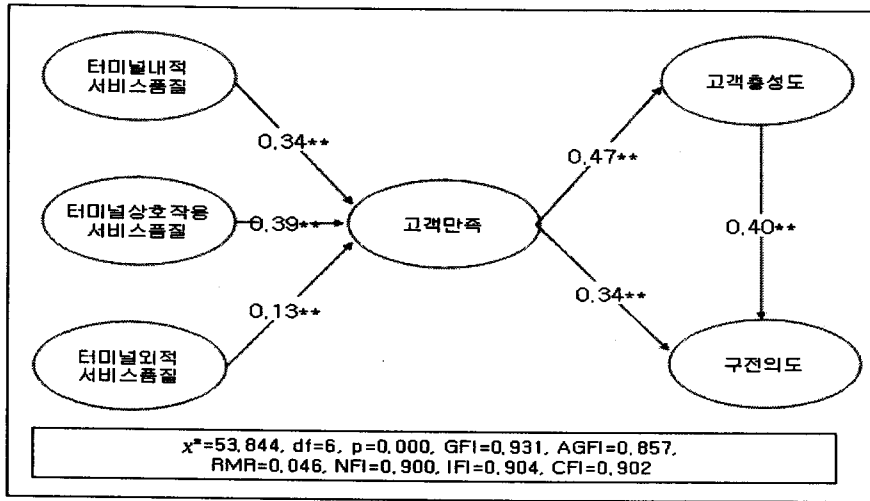 터미널내적
서비스품질
고객충성도
0.34**
0.47**
터미널상호작용
서비스품질
0.39**
고객만족
0.40**
0.13**
0.34**
터미널외적
서비스품질
구전의도
x²=53.844, df=6, p=0.000, GFI=0.931, AGFI=0.857,
RMR=0.046, NFI=0.900, IFI=0.904, CFI=0.902